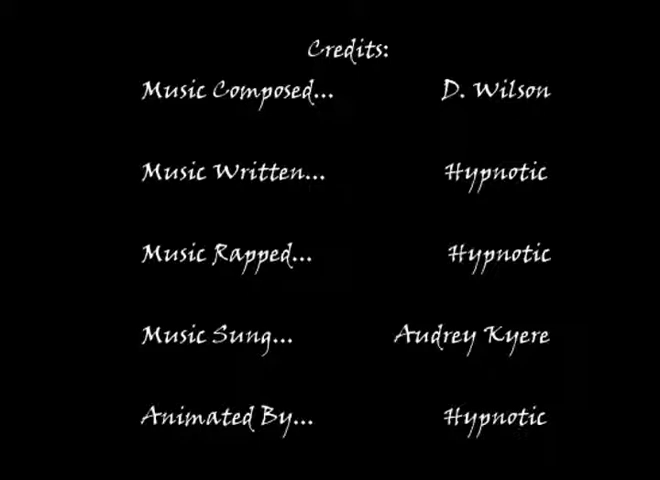 Credits:
Music Composed... D. Wilson
Music Written... Hypnotic
Music Rapped... Hypnotic
Music Sung... Audrey Kyere
Animated By... Hypnotic